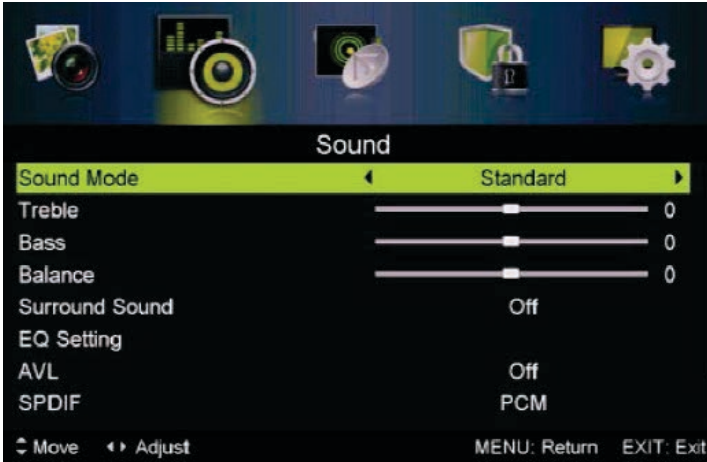 Sound
Sound Mode Standard
Treble 0
Bass 0
Balance 0
Surround Sound Off
EQ Setting
AVL Off
SPDIF PCM
Move Adjust MENU: Return EXIT: Exit